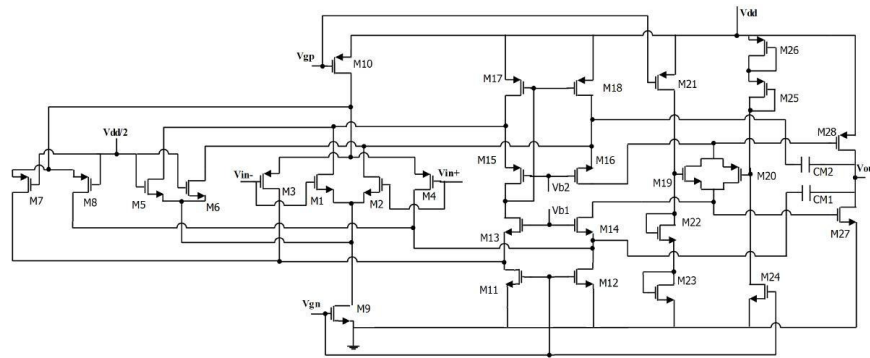 Vdd
M26
Vgp
M10
M17
M18
M21
M25
Vdd/2
M28
M15
M16
CM2
Vin-
Vin+
Vb2
M7
M8
M5
M6
M3
M1
M2
M4
M19
M20
Vou
CM1
Vb1
M13
M14
M22
M27
M11
M12
M23
M24
Vgn
M9